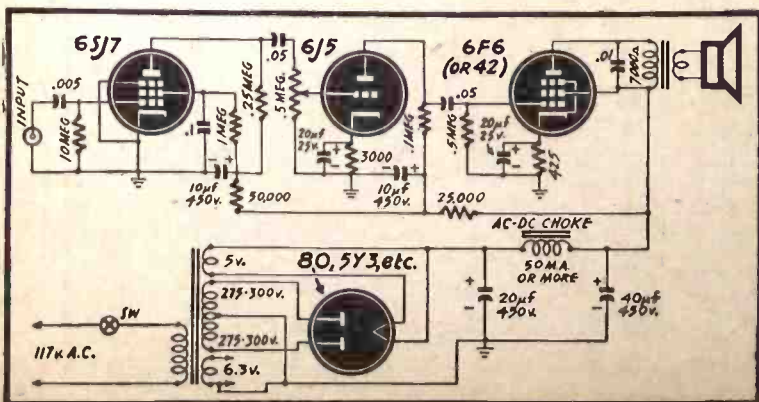 6SJ7
6J5
6F6
(OR 42)
INPUT
.005
10MEG
.1
1MEG
.25MEG
.05
.5MEG.
20µf
25v.
3000
.1MEG
.05
.5MEG
20µf
25v.
425
.01
7000Ω
10µf
450v.
50,000
10µf
450v.
25,000
AC-DC CHOKE
50MA.
OR MORE
80, 5Y3, etc.
5v.
275-300v.
275-300v.
6.3v.
SW
117v A.C.
20µf
450v.
40µf
450v.
+
-